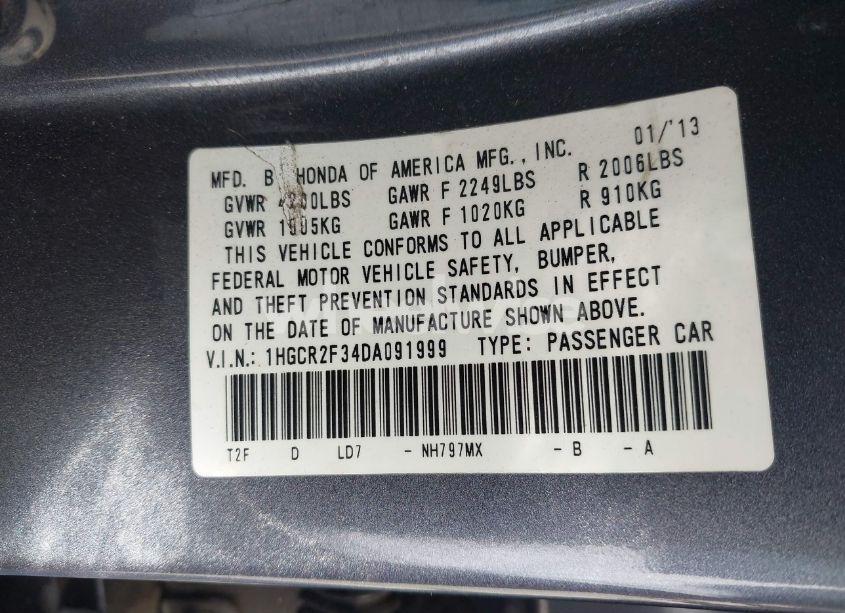 MFD. B HONDA OF AMERICA MFG., INC. 01/'13
GVWR LBS GAWR F 2249LBS R 2006LBS
GVWR KG GAWR F 1020KG R 910KG
THIS VEHICLE CONFORMS TO ALL APPLICABLE
FEDERAL MOTOR VEHICLE SAFETY, BUMPER,
AND THEFT PREVENTION STANDARDS IN EFFECT
ON THE DATE OF MANUFACTURE SHOWN ABOVE.
V.I.N.: 1HGCR2F34DA091999 TYPE: PASSENGER CAR
T2F D LD7 - NH797MX - B - A